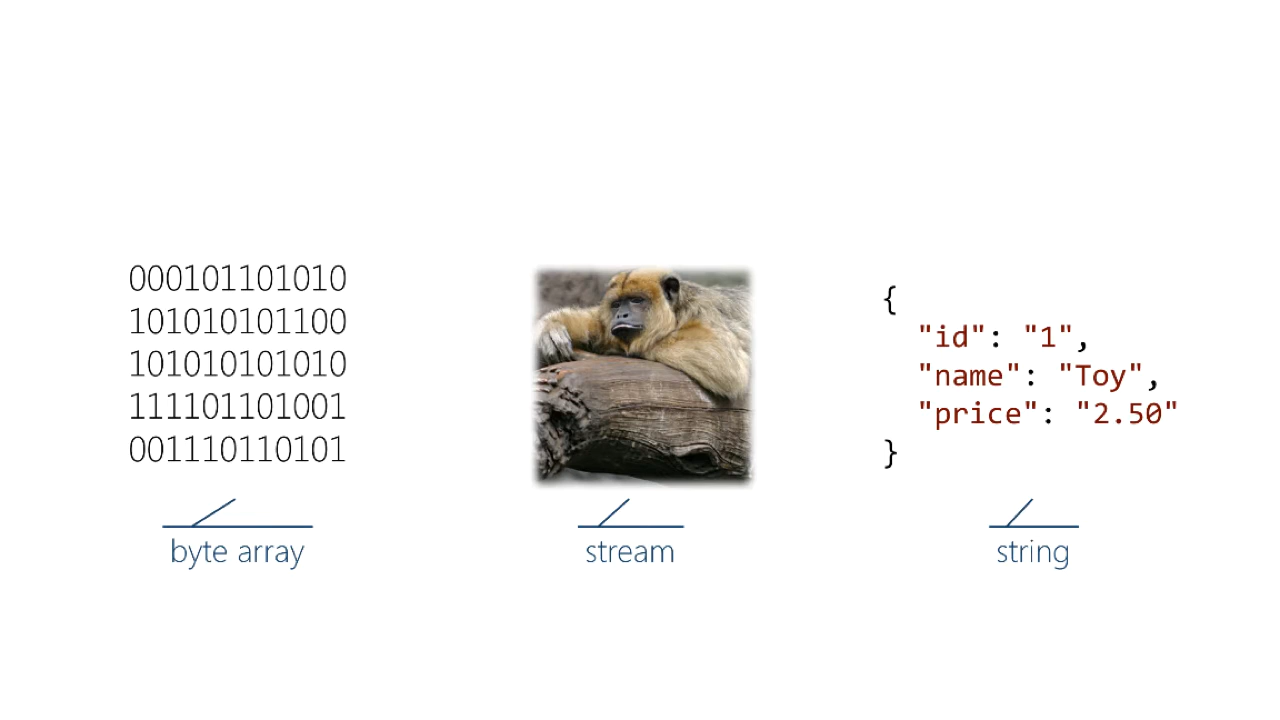 000101101010
101010101100
101010101010
111101101001
001110110101
byte array
stream
{
"id": "1",
"name": "Toy",
"price": "2.50"
}
string